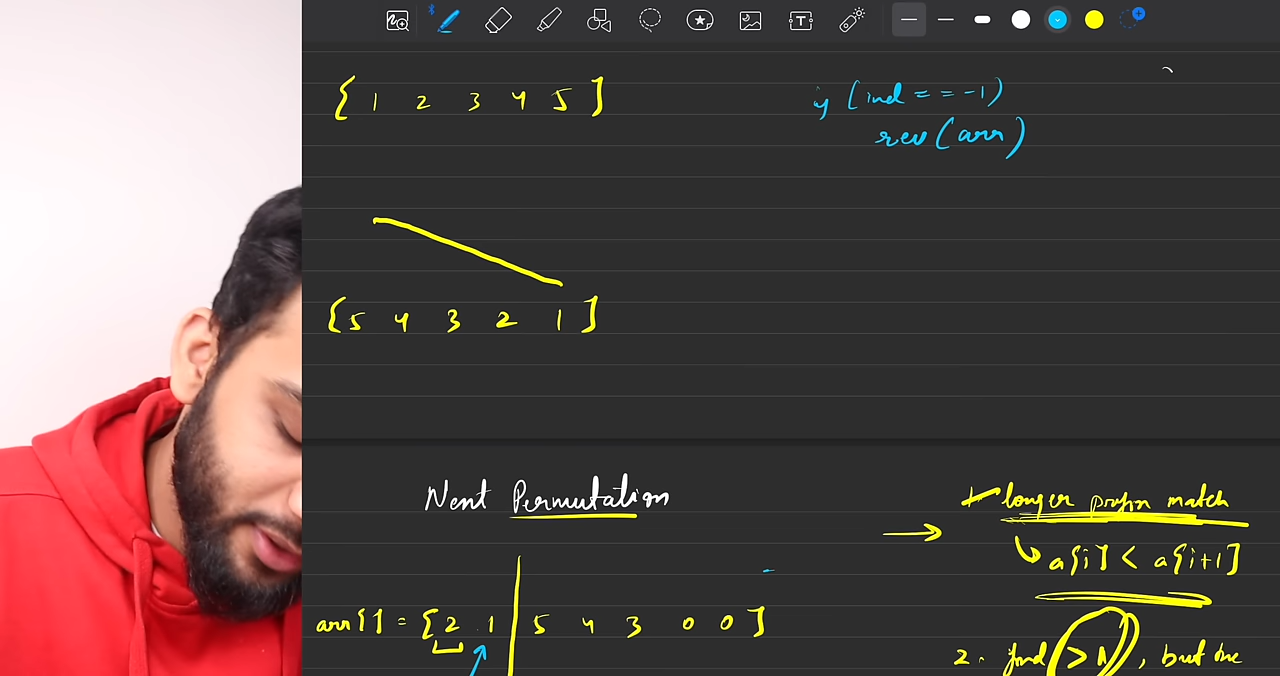 { 1 2 3 4 5 }
if (ind == -1)
rev(arr)
{ 5 4 3 2 1 }
Next Permutation
longer prefix match
a[i] < a[i+1]
arr[] = { 2 1 | 5 4 3 0 0 }
2. find > 1, but the